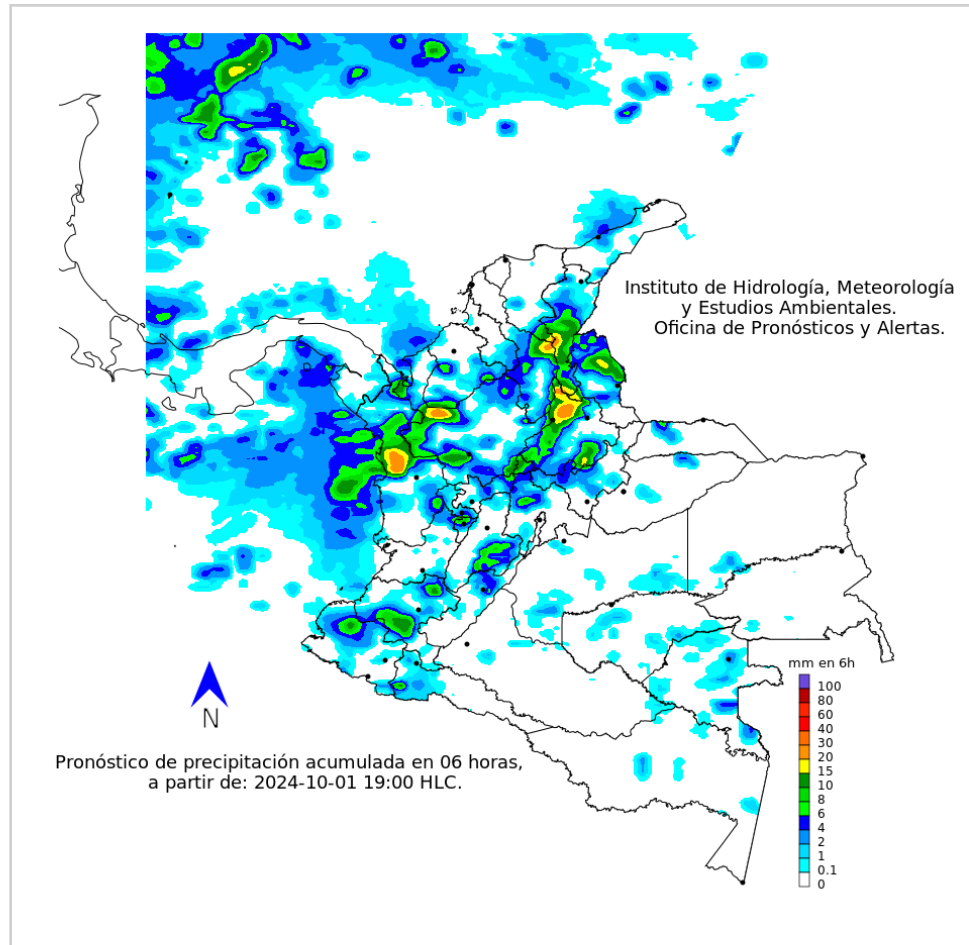 Instituto de Hidrología, Meteorología
y Estudios Ambientales.
Oficina de Pronósticos y Alertas.
mm en 6h
100
80
60
40
30
20
15
10
8
6
4
2
1
0.1
0
N
Pronóstico de precipitación acumulada en 06 horas,
a partir de: 2024-10-01 19:00 HLC.